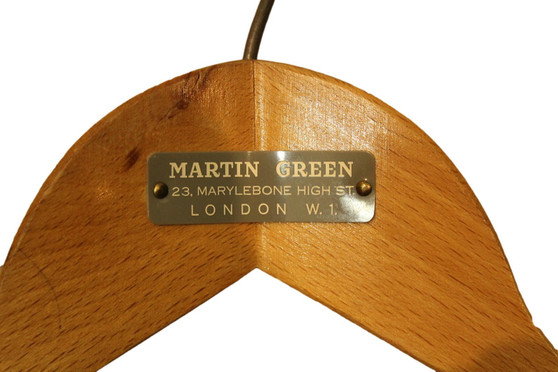 MARTIN GREEN
23, MARYLEBONE HIGH ST.
LONDON W. 1.